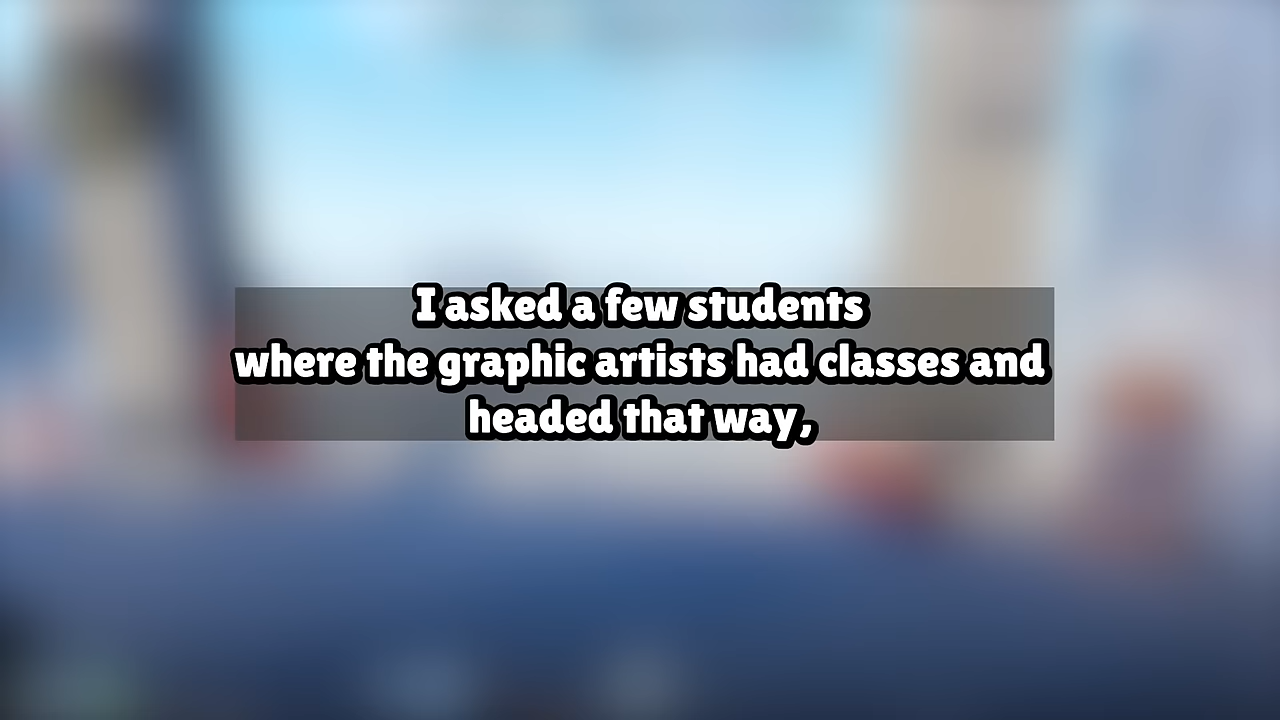 I asked a few students
where the graphic artists had classes and
headed that way,